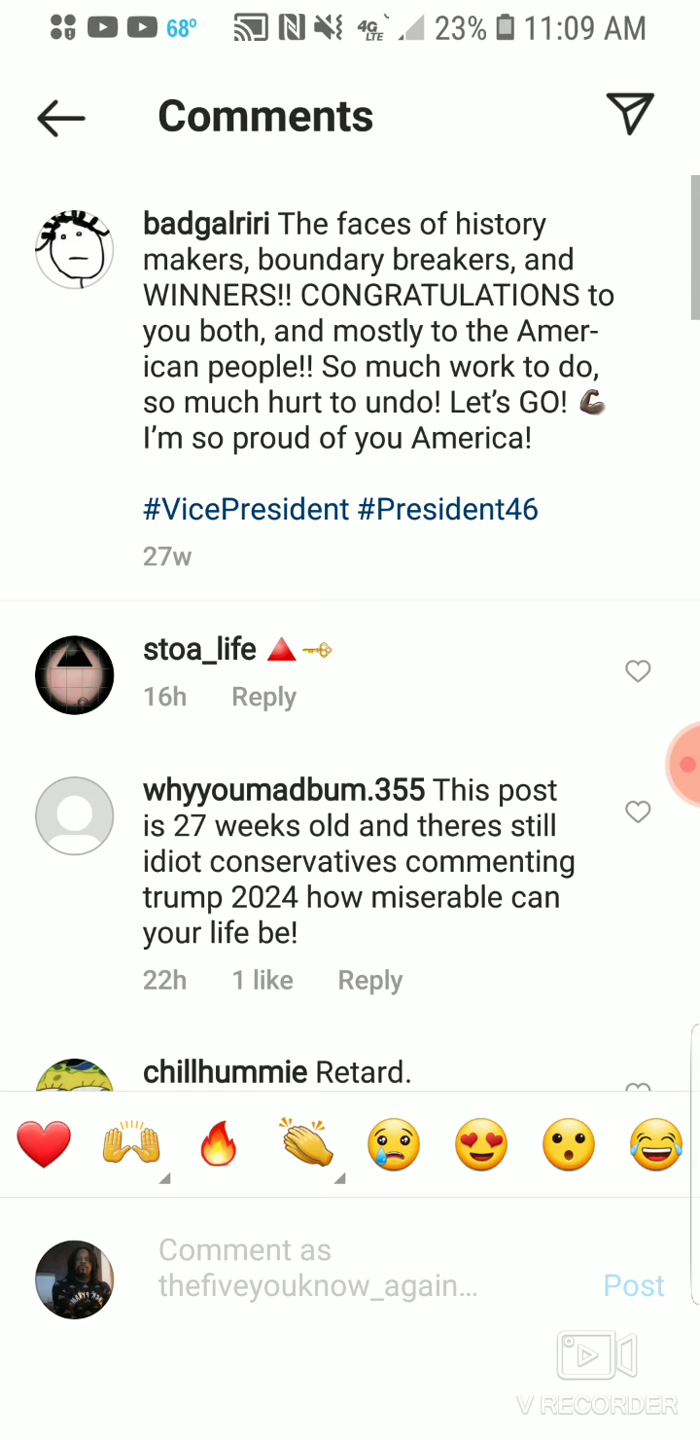 68° 4G LTE 23% 11:09 AM
Comments
badgalriri The faces of history
makers, boundary breakers, and
WINNERS!! CONGRATULATIONS to
you both, and mostly to the Amer-
ican people!! So much work to do,
so much hurt to undo! Let's GO! 💪🏿
I'm so proud of you America!
#VicePresident #President46
27w
stoa_life 🔺🗝
16h Reply
whyyoumadbum.355 This post
is 27 weeks old and theres still
idiot conservatives commenting
trump 2024 how miserable can
your life be!
22h 1 like Reply
chillhummie Retard.
Comment as
thefiveyouknow_again...
Post
V RECORDER